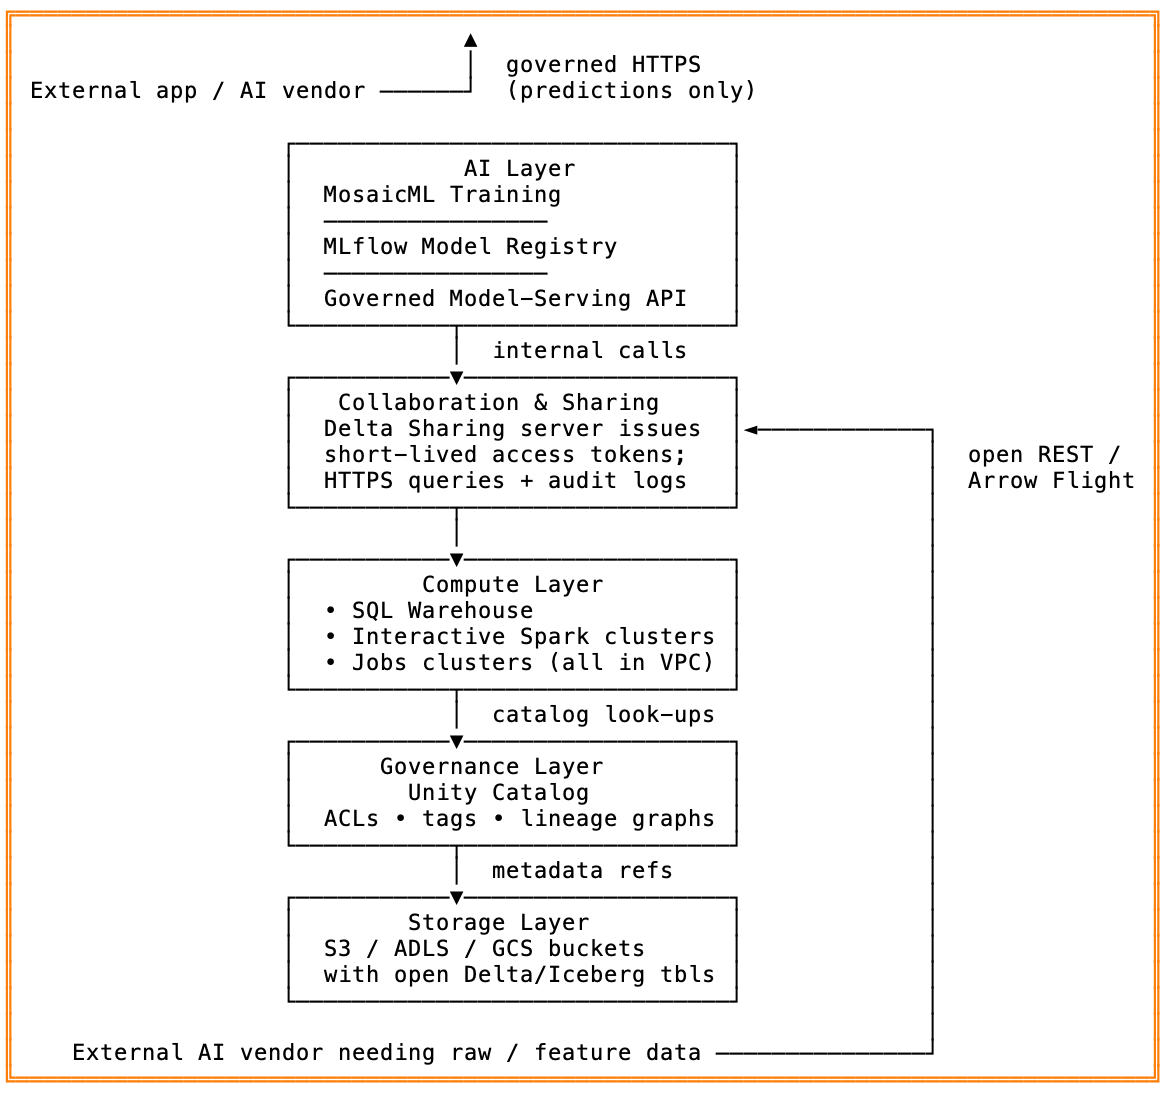 governed HTTPS
External app / AI vendor
(predictions only)
AI Layer
MosaicML Training
MLflow Model Registry
Governed Model-Serving API
internal calls
Collaboration & Sharing
Delta Sharing server issues
short-lived access tokens;
HTTPS queries + audit logs
open REST /
Arrow Flight
Compute Layer
• SQL Warehouse
• Interactive Spark clusters
• Jobs clusters (all in VPC)
catalog look-ups
Governance Layer
Unity Catalog
ACLs • tags • lineage graphs
metadata refs
Storage Layer
S3 / ADLS / GCS buckets
with open Delta/Iceberg tbls
External AI vendor needing raw / feature data